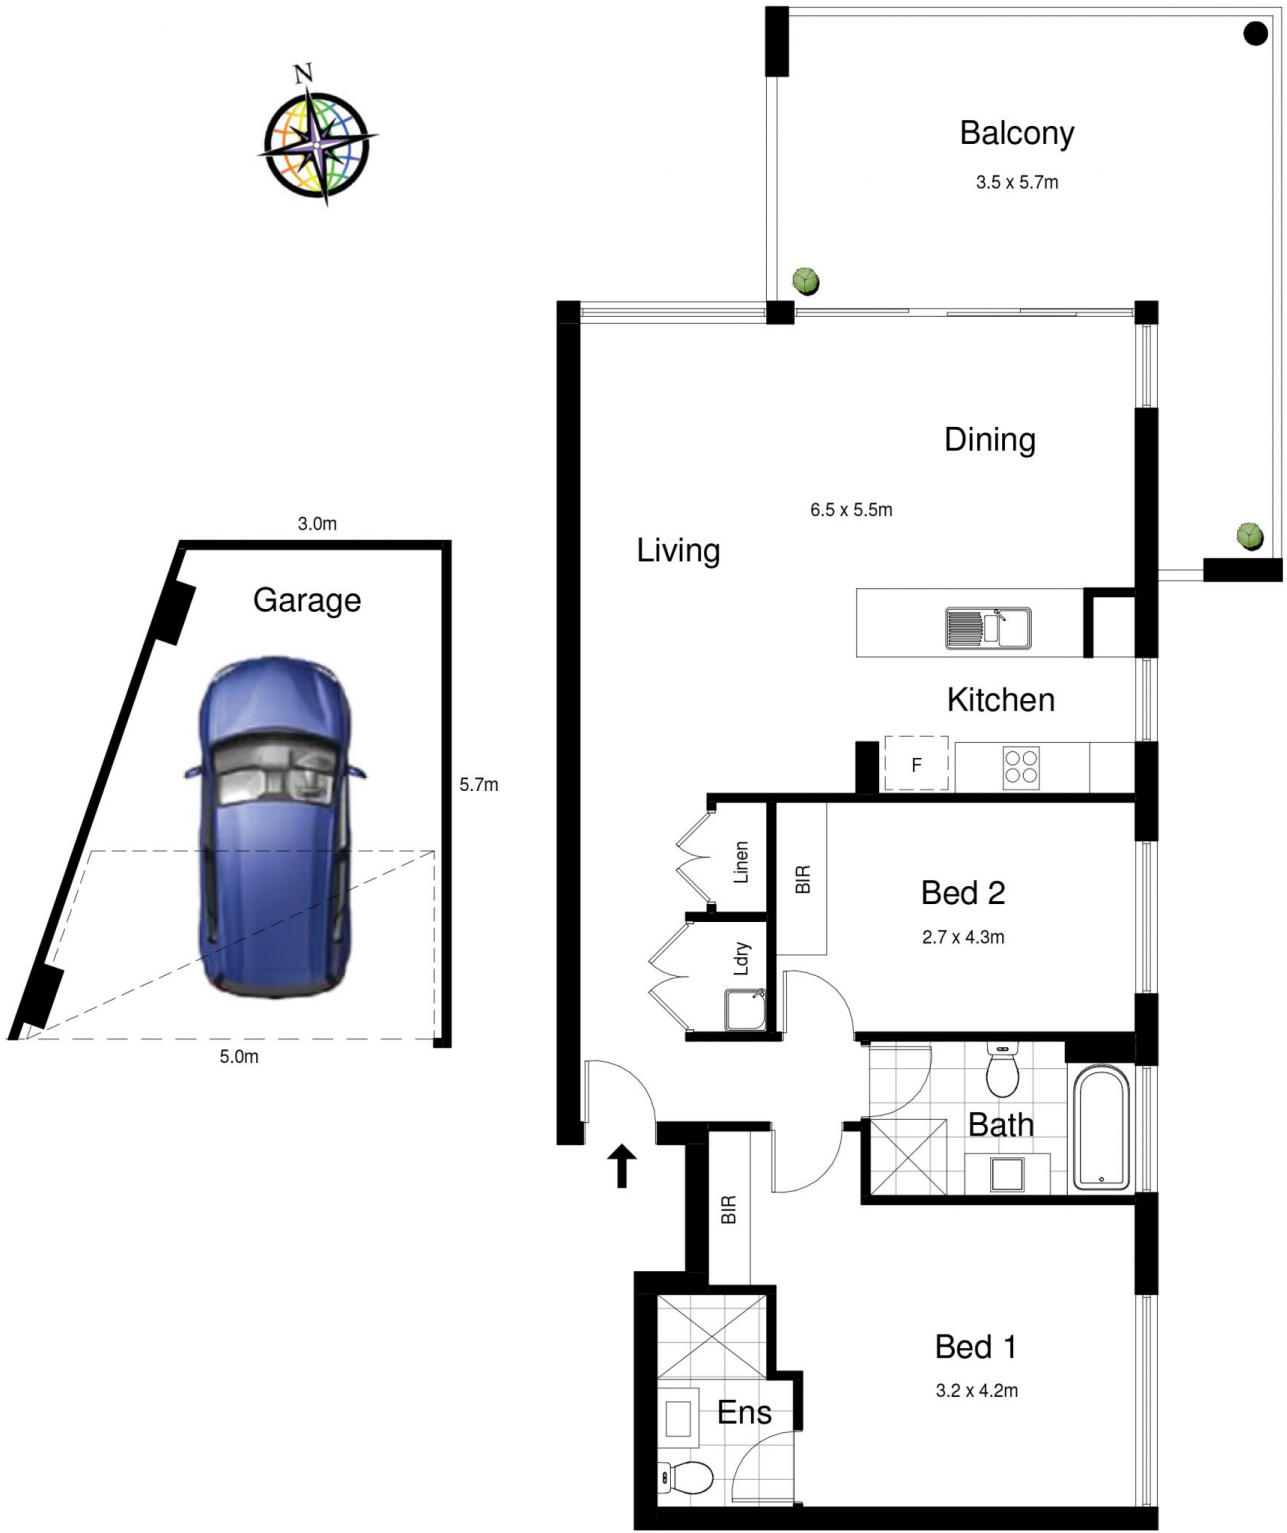 N
Balcony
3.5 x 5.7m
Dining
6.5 x 5.5m
Living
3.0m
Garage
5.7m
5.0m
Kitchen
F
Linen
BIR
Bed 2
2.7 x 4.3m
Ldry
Bath
BIR
Bed 1
3.2 x 4.2m
Ens